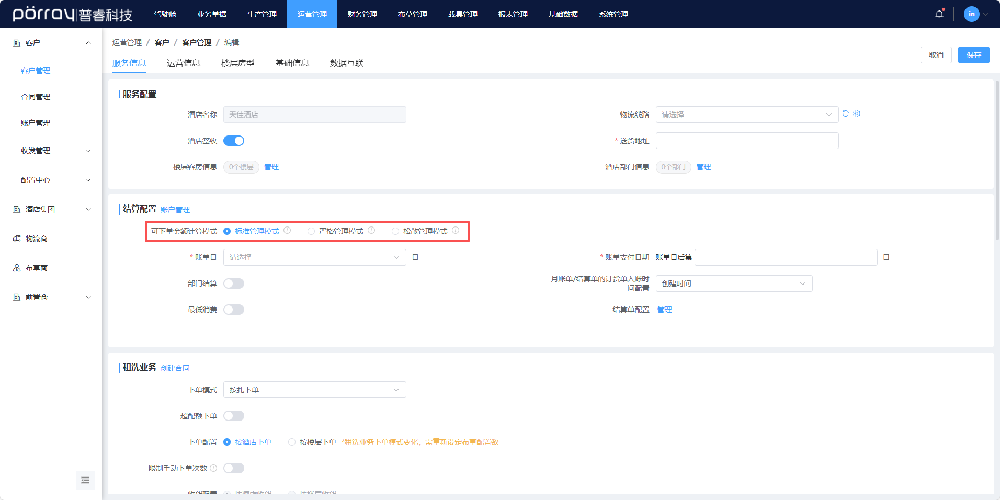 pörray 普睿科技
驾驶舱 业务单据 生产管理 运营管理 财务管理 布草管理 载具管理 报表管理 基础数据 系统管理
in
客户
客户管理
合同管理
账户管理
收发管理
配置中心
酒店集团
物流商
布草商
前置仓
运营管理 / 客户 / 客户管理 / 编辑
取消 保存
服务信息 运营信息 楼层房型 基础信息 数据互联
服务配置
酒店名称 天佳酒店 物流线路 请选择
酒店签收 * 送货地址
楼层客房信息 0个楼层 管理 酒店部门信息 0个部门 管理
结算配置 账户管理
可下单金额计算模式 标准管理模式 严格管理模式 松散管理模式
* 账单日 请选择 日 * 账单支付日期 账单日后第 日
部门结算 月账单/结算单的订货单入账时
间配置 创建时间
最低消费 结算单配置 管理
租洗业务 创建合同
下单模式 按扎下单
超配额下单
下单配置 按酒店下单 按楼层下单 *租洗业务下单模式变化，需重新设定布草配置数
限制手动下单次数
收货配置 按酒店收货 按楼层收货